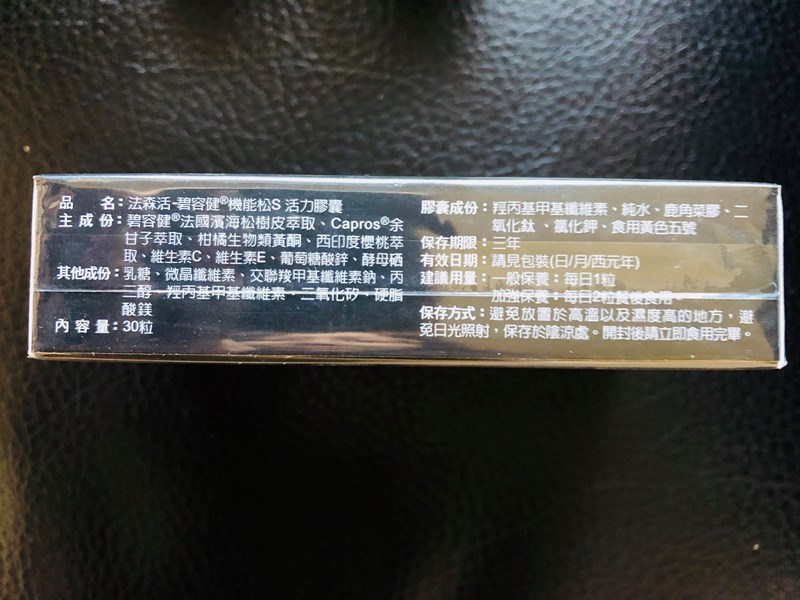 品　　名：法森活-碧容健®機能松S 活力膠囊
主 成 份：碧容健®法國濱海松樹皮萃取、Capros®余
甘子萃取、柑橘生物類黃酮、西印度櫻桃萃
取、維生素C、維生素E、葡萄糖酸鋅、酵母硒
其他成份：乳糖、微晶纖維素、交聯羧甲基纖維素鈉、丙
三醇、羥丙基甲基纖維素、二氧化矽、硬脂
酸鎂
內 容 量：30粒
膠囊成份：羥丙基甲基纖維素、純水、鹿角菜膠、二
氧化鈦、氯化鉀、食用黃色五號
保存期限：三年
有效日期：請見包裝(日/月/西元年)
建議用量：一般保養：每日1粒
加強保養：每日2粒餐後食用。
保存方式：避免放置於高溫以及濕度高的地方，避
免日光照射，保存於陰涼處。開封後請立即食用完畢。